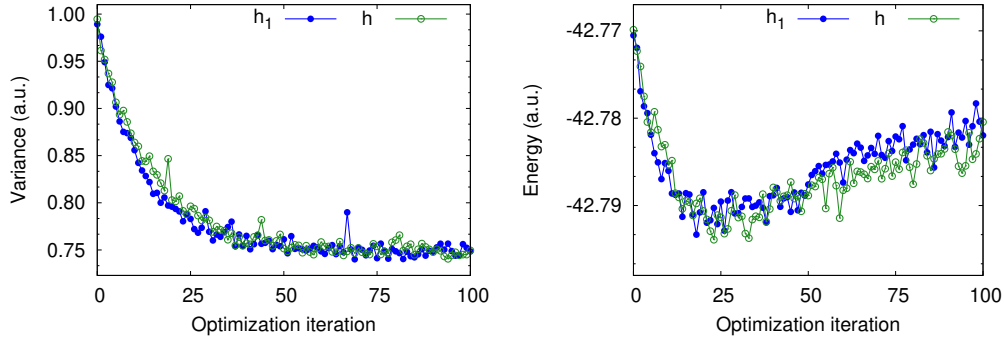 h1 h
1.00
0.95
0.90
0.85
0.80
0.75
Variance (a.u.)
0 25 50 75 100
Optimization iteration
h1 h
-42.77
-42.78
-42.79
Energy (a.u.)
0 25 50 75 100
Optimization iteration